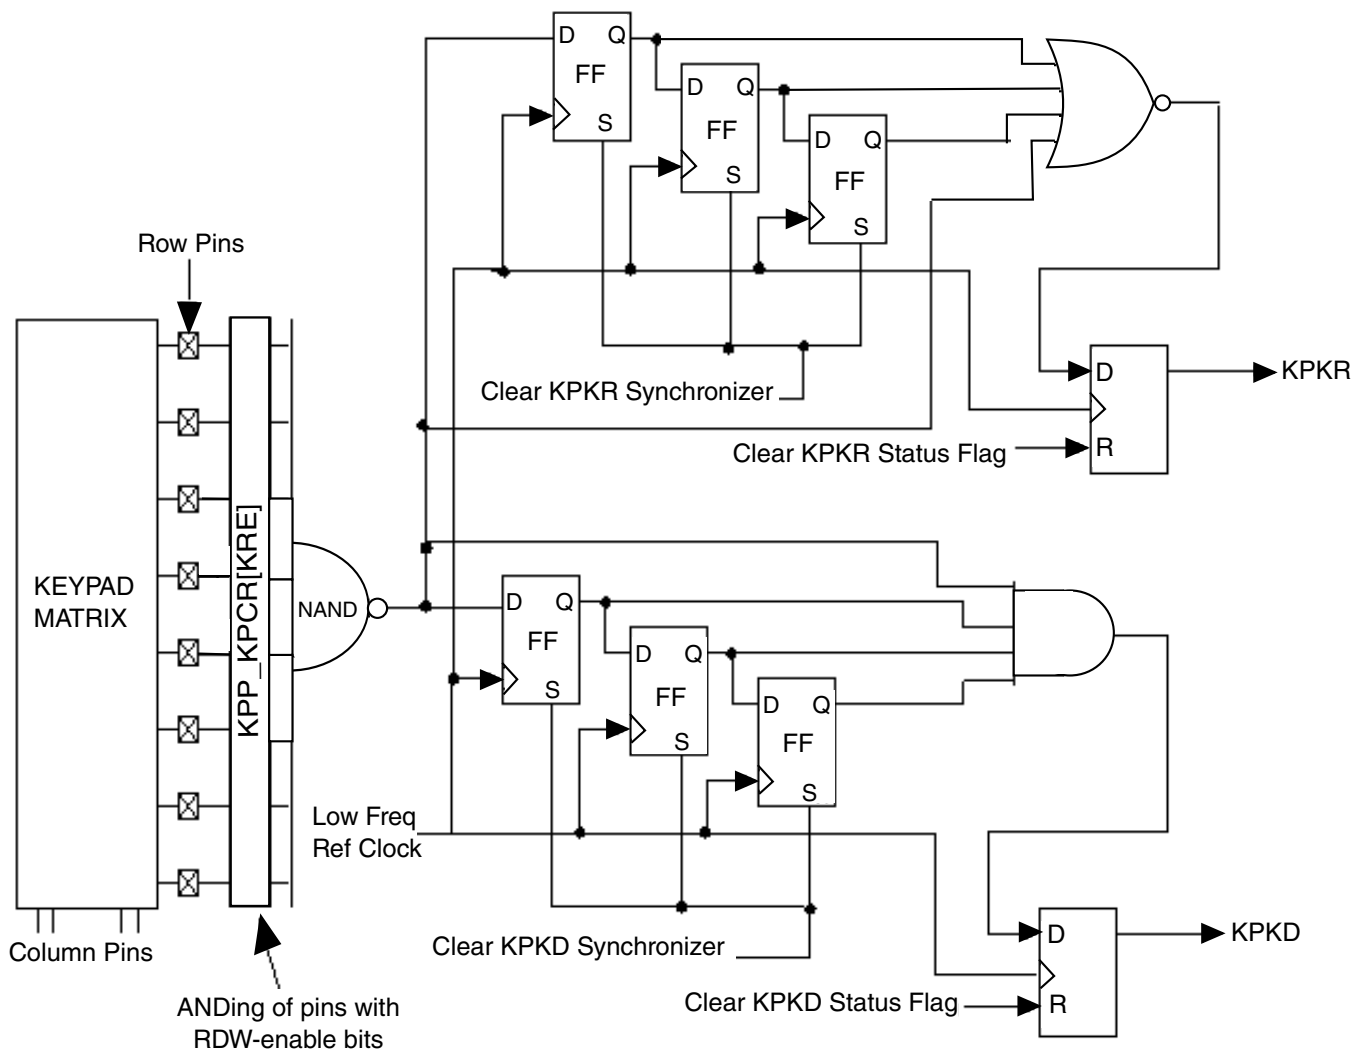 D Q
FF
S
D Q
FF
S
D Q
FF
S
Row Pins
Clear KPKR Synchronizer
D
R
KPKR
Clear KPKR Status Flag
KEYPAD
MATRIX
KPP_KPCR[KRE]
NAND
D Q
FF
S
D Q
FF
S
D Q
FF
S
Low Freq
Ref Clock
Column Pins
Clear KPKD Synchronizer
D
R
KPKD
Clear KPKD Status Flag
ANDing of pins with
RDW-enable bits